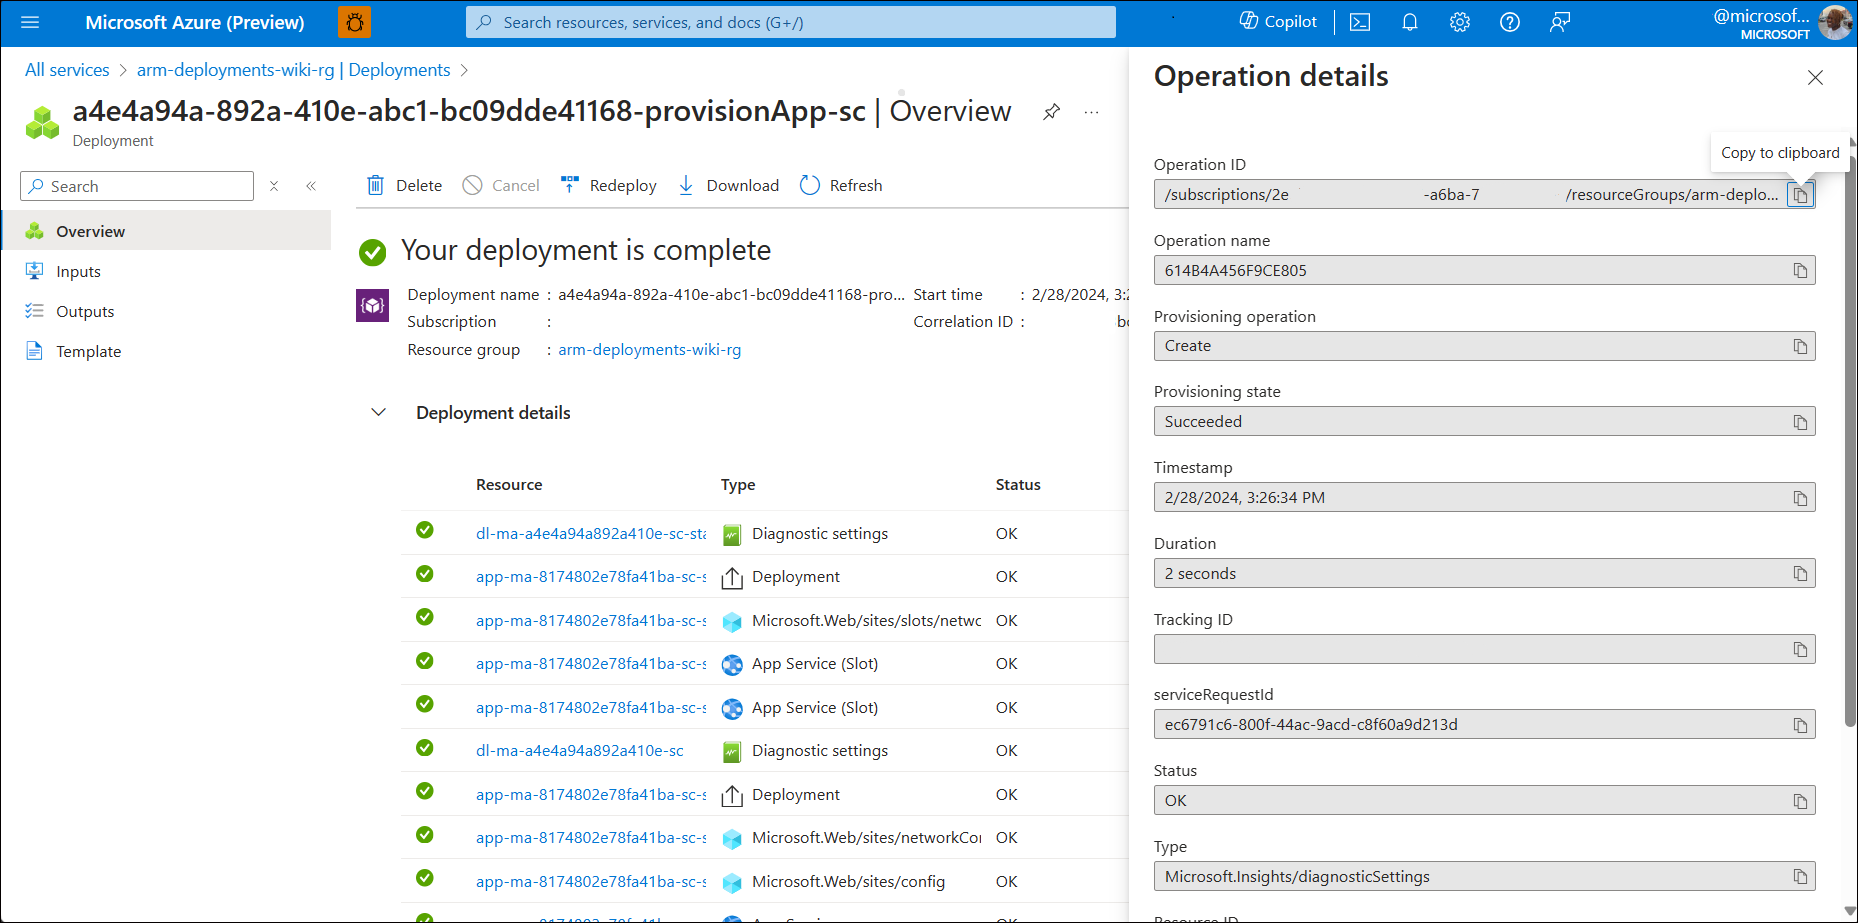 Microsoft Azure (Preview)
Search resources, services, and docs (G+/)
Copilot
@microsof...
MICROSOFT
All services > arm-deployments-wiki-rg | Deployments >
a4e4a94a-892a-410e-abc1-bc09dde41168-provisionApp-sc | Overview
...
Deployment
Search
Overview
Inputs
Outputs
Template
Delete
Cancel
Redeploy
Download
Refresh
Your deployment is complete
Deployment name : a4e4a94a-892a-410e-abc1-bc09dde41168-pro...
Start time : 2/28/2024, 3:2
Subscription :
Correlation ID :
Resource group : arm-deployments-wiki-rg
Deployment details
Resource Type Status
dl-ma-a4e4a94a892a410e-sc-sta Diagnostic settings OK
app-ma-8174802e78fa41ba-sc-s Deployment OK
app-ma-8174802e78fa41ba-sc-s Microsoft.Web/sites/slots/netwo OK
app-ma-8174802e78fa41ba-sc-s App Service (Slot) OK
app-ma-8174802e78fa41ba-sc-s App Service (Slot) OK
dl-ma-a4e4a94a892a410e-sc Diagnostic settings OK
app-ma-8174802e78fa41ba-sc-s Deployment OK
app-ma-8174802e78fa41ba-sc-s Microsoft.Web/sites/networkCo OK
app-ma-8174802e78fa41ba-sc-s Microsoft.Web/sites/config OK
Operation details
Copy to clipboard
Operation ID
/subscriptions/2e -a6ba-7 /resourceGroups/arm-deplo...
Operation name
614B4A456F9CE805
Provisioning operation
Create
Provisioning state
Succeeded
Timestamp
2/28/2024, 3:26:34 PM
Duration
2 seconds
Tracking ID
serviceRequestId
ec6791c6-800f-44ac-9acd-c8f60a9d213d
Status
OK
Type
Microsoft.Insights/diagnosticSettings
Resource ID